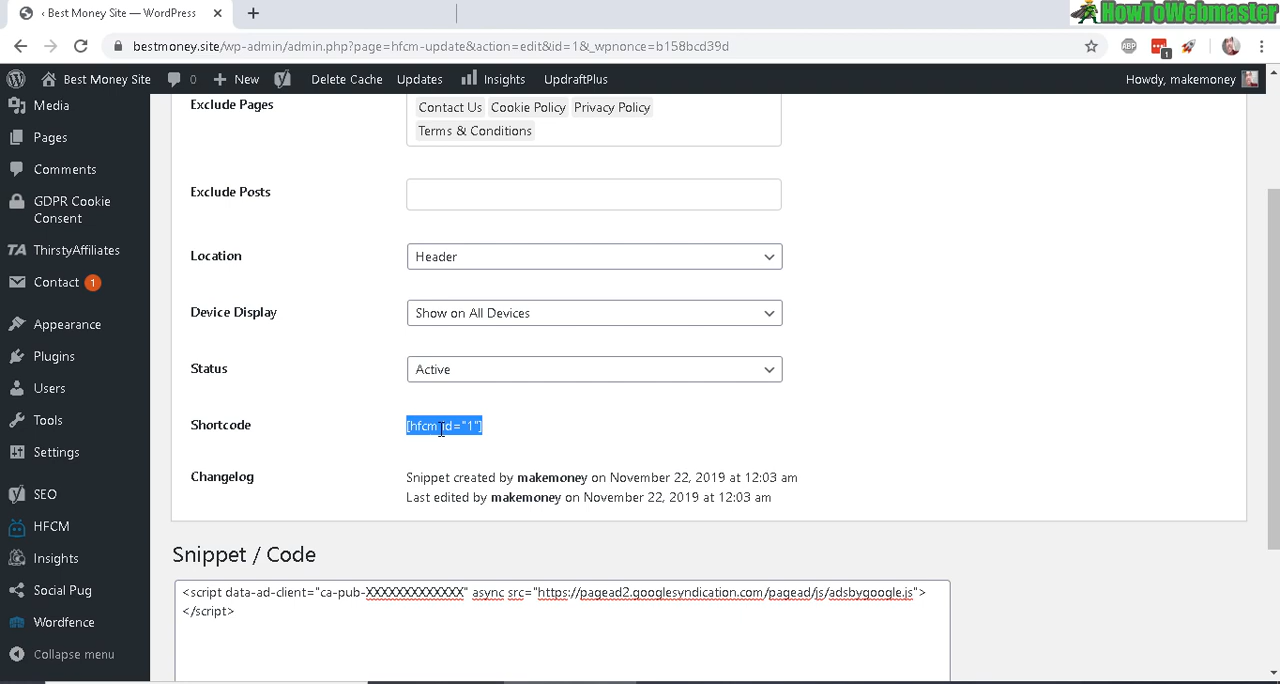 ‹ Best Money Site — WordPress
HowToWebmaster
bestmoney.site/wp-admin/admin.php?page=hfcm-update&action=edit&id=1&_wpnonce=b158bcd39d
ABP
1
Best Money Site 0 New Delete Cache Updates Insights UpdraftPlus Howdy, makemoney
Media
Pages
Comments
GDPR Cookie
Consent
TA ThirstyAffiliates
Contact 1
Appearance
Plugins
Users
Tools
Settings
SEO
HFCM
Insights
Social Pug
Wordfence
Collapse menu
Exclude Pages
Contact Us Cookie Policy Privacy Policy
Terms & Conditions
Exclude Posts
Location Header
Device Display Show on All Devices
Status Active
Shortcode [hfcm id="1"]
Changelog Snippet created by makemoney on November 22, 2019 at 12:03 am
Last edited by makemoney on November 22, 2019 at 12:03 am
Snippet / Code
<script data-ad-client="ca-pub-XXXXXXXXXXXXX" async src="https://pagead2.googlesyndication.com/pagead/js/adsbygoogle.js">
</script>